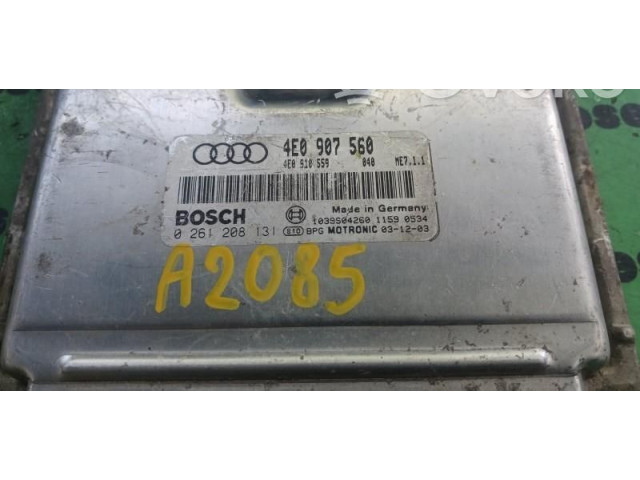 4E0 907 560
4E0 910 559 040 ME7.1.1
BOSCH Made in Germany
1039S04260 1159 0534
0 261 208 131 BPG MOTRONIC 03-12-03
A2085